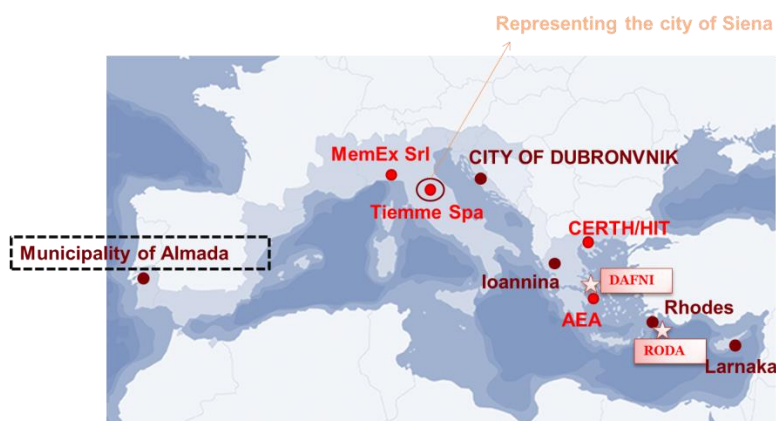 Representing the city of Siena
MemEx Srl
CITY OF DUBRONVNIK
Tiemme Spa
CERTH/HIT
Municipality of Almada
Ioannina
DAFNI
Rhodes
AEA
RODA
Larnaka